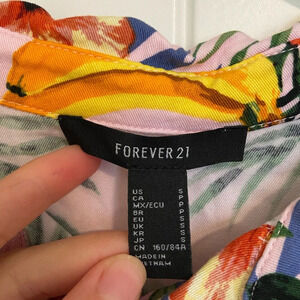 FOREVER 21
US S
CA S
MX/ECU P
BR P
EU S
UK S
KR S
JP S
CN 160/84A
MADE IN
VIETNAM